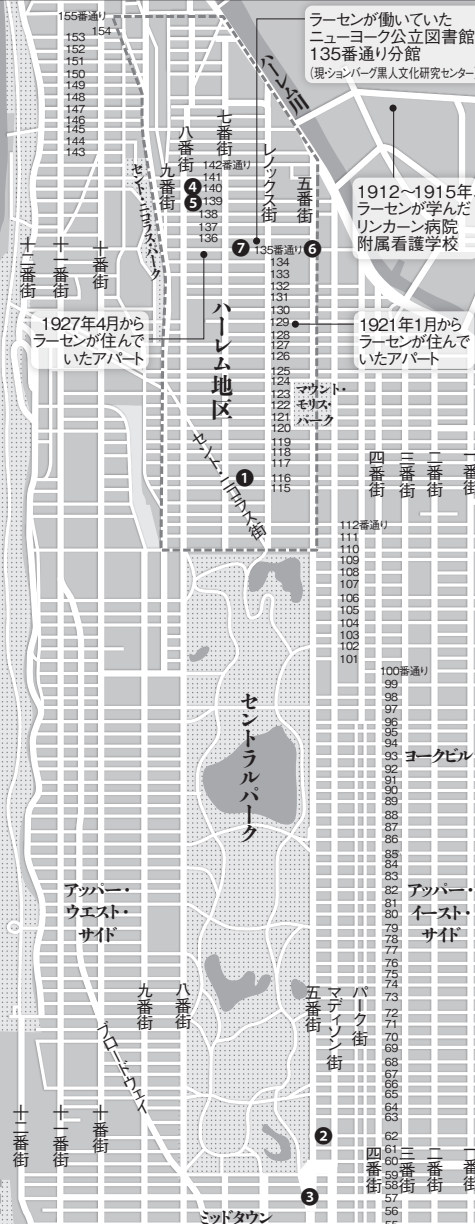 155番通り
154
153
152
151
150
149
148
147
146
145
144
143
ラーセンが働いていた
ニューヨーク公立図書館
135番通り分館
(現・ションバーグ黒人文化研究センター
ハーレム川
七番街
八番街
九番街
レノックス街
五番街
セント・ニコラス・パーク
十番街
十一番街
十二番街
142番通り
141
140
139
138
137
136
❹
❺
❼
135番通り
❻
134
133
132
131
130
129
128
127
126
125
124
123
122
121
120
119
118
117
116
115
1912~1915年、
ラーセンが学んだ
リンカーン病院
附属看護学校
1927年4月から
ラーセンが住んで
いたアパート
1921年1月から
ラーセンが住んで
いたアパート
ハーレム地区
マウント・
モリス・
パーク
セント・ニコラス街
❶
四番街
三番街
二番街
一番街
112番通り
111
110
109
108
107
106
105
104
103
102
101
100番通り
99
98
97
96
95
94
93
92
91
90
89
88
87
86
85
84
83
82
81
80
79
78
77
76
75
74
73
72
71
70
69
68
67
66
65
64
63
62
61
60
59
58
57
56
55
ヨークビル
セントラルパーク
アッパー・
ウエスト・
サイド
アッパー・
イースト・
サイド
九番街
八番街
五番街
マディソン街
パーク街
ブロードウェイ
十二番街
十一番街
十番街
❷
❸
四番街
三番街
二番街
一番街
ミッドタウン